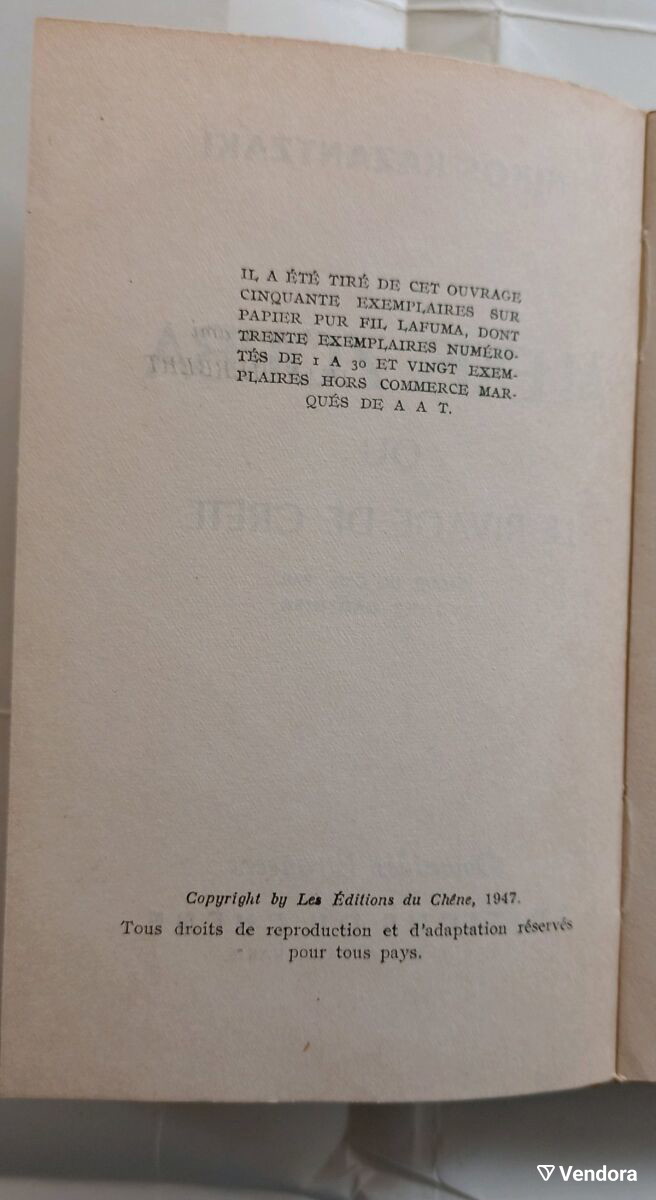 IL A ÉTÉ TIRÉ DE CET OUVRAGE
CINQUANTE EXEMPLAIRES SUR
PAPIER PUR FIL LAFUMA, DONT
TRENTE EXEMPLAIRES NUMÉRO-
TÉS DE 1 A 30 ET VINGT EXEM-
PLAIRES HORS COMMERCE MAR-
QUÉS DE A A T.
Copyright by Les Éditions du Chêne, 1947.
Tous droits de reproduction et d'adaptation réservés
pour tous pays.
Vendora